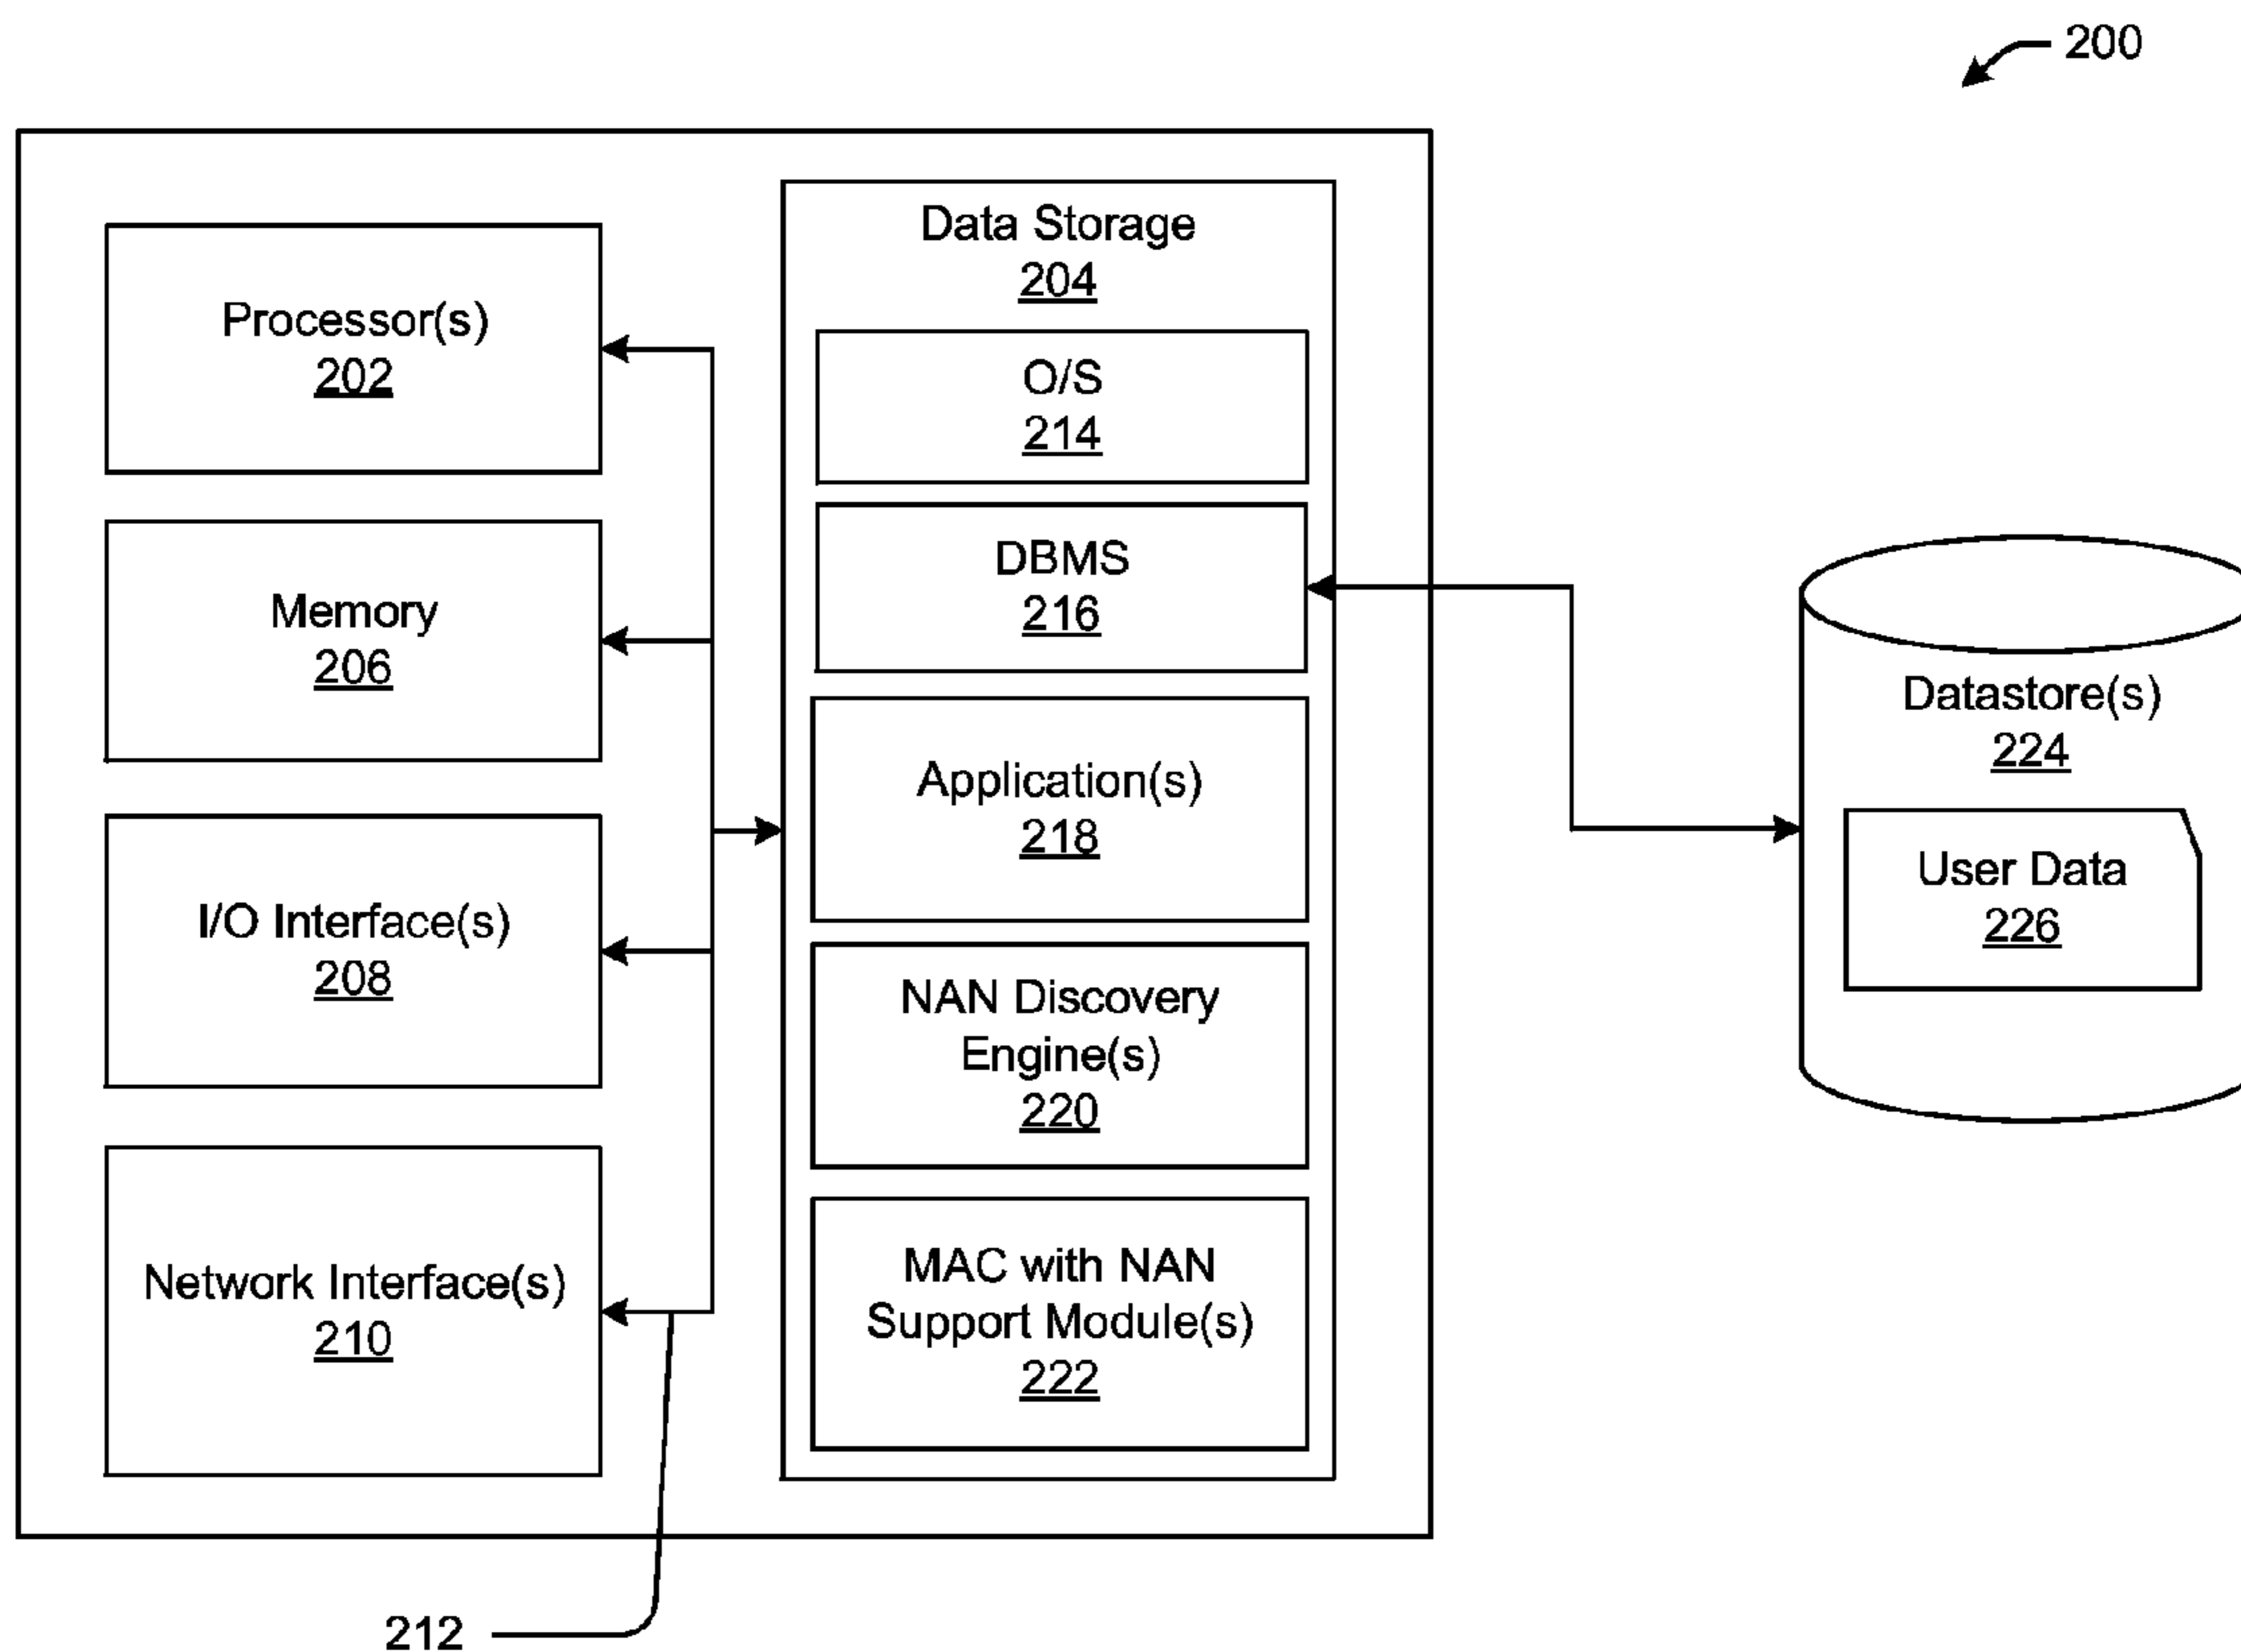 200
Processor(s)
202
Memory
206
I/O Interface(s)
208
Network Interface(s)
210
212
Data Storage
204
O/S
214
DBMS
216
Application(s)
218
NAN Discovery
Engine(s)
220
MAC with NAN
Support Module(s)
222
Datastore(s)
224
User Data
226